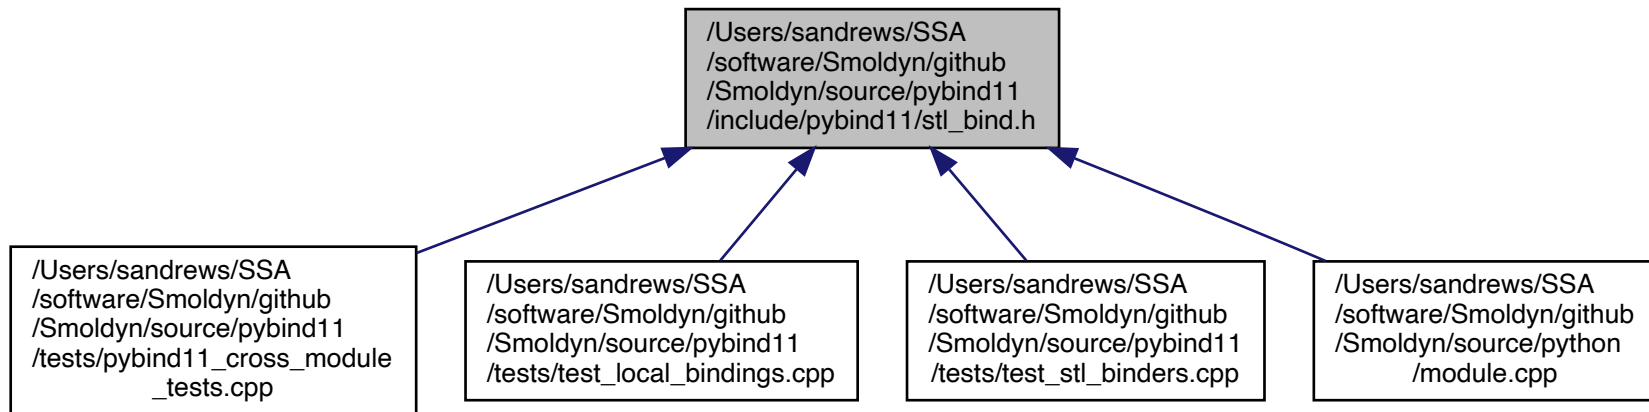 /Users/sandrews/SSA
/software/Smoldyn/github
/Smoldyn/source/pybind11
/include/pybind11/stl_bind.h
/Users/sandrews/SSA
/software/Smoldyn/github
/Smoldyn/source/pybind11
/tests/pybind11_cross_module
_tests.cpp
/Users/sandrews/SSA
/software/Smoldyn/github
/Smoldyn/source/pybind11
/tests/test_local_bindings.cpp
/Users/sandrews/SSA
/software/Smoldyn/github
/Smoldyn/source/pybind11
/tests/test_stl_binders.cpp
/Users/sandrews/SSA
/software/Smoldyn/github
/Smoldyn/source/python
/module.cpp